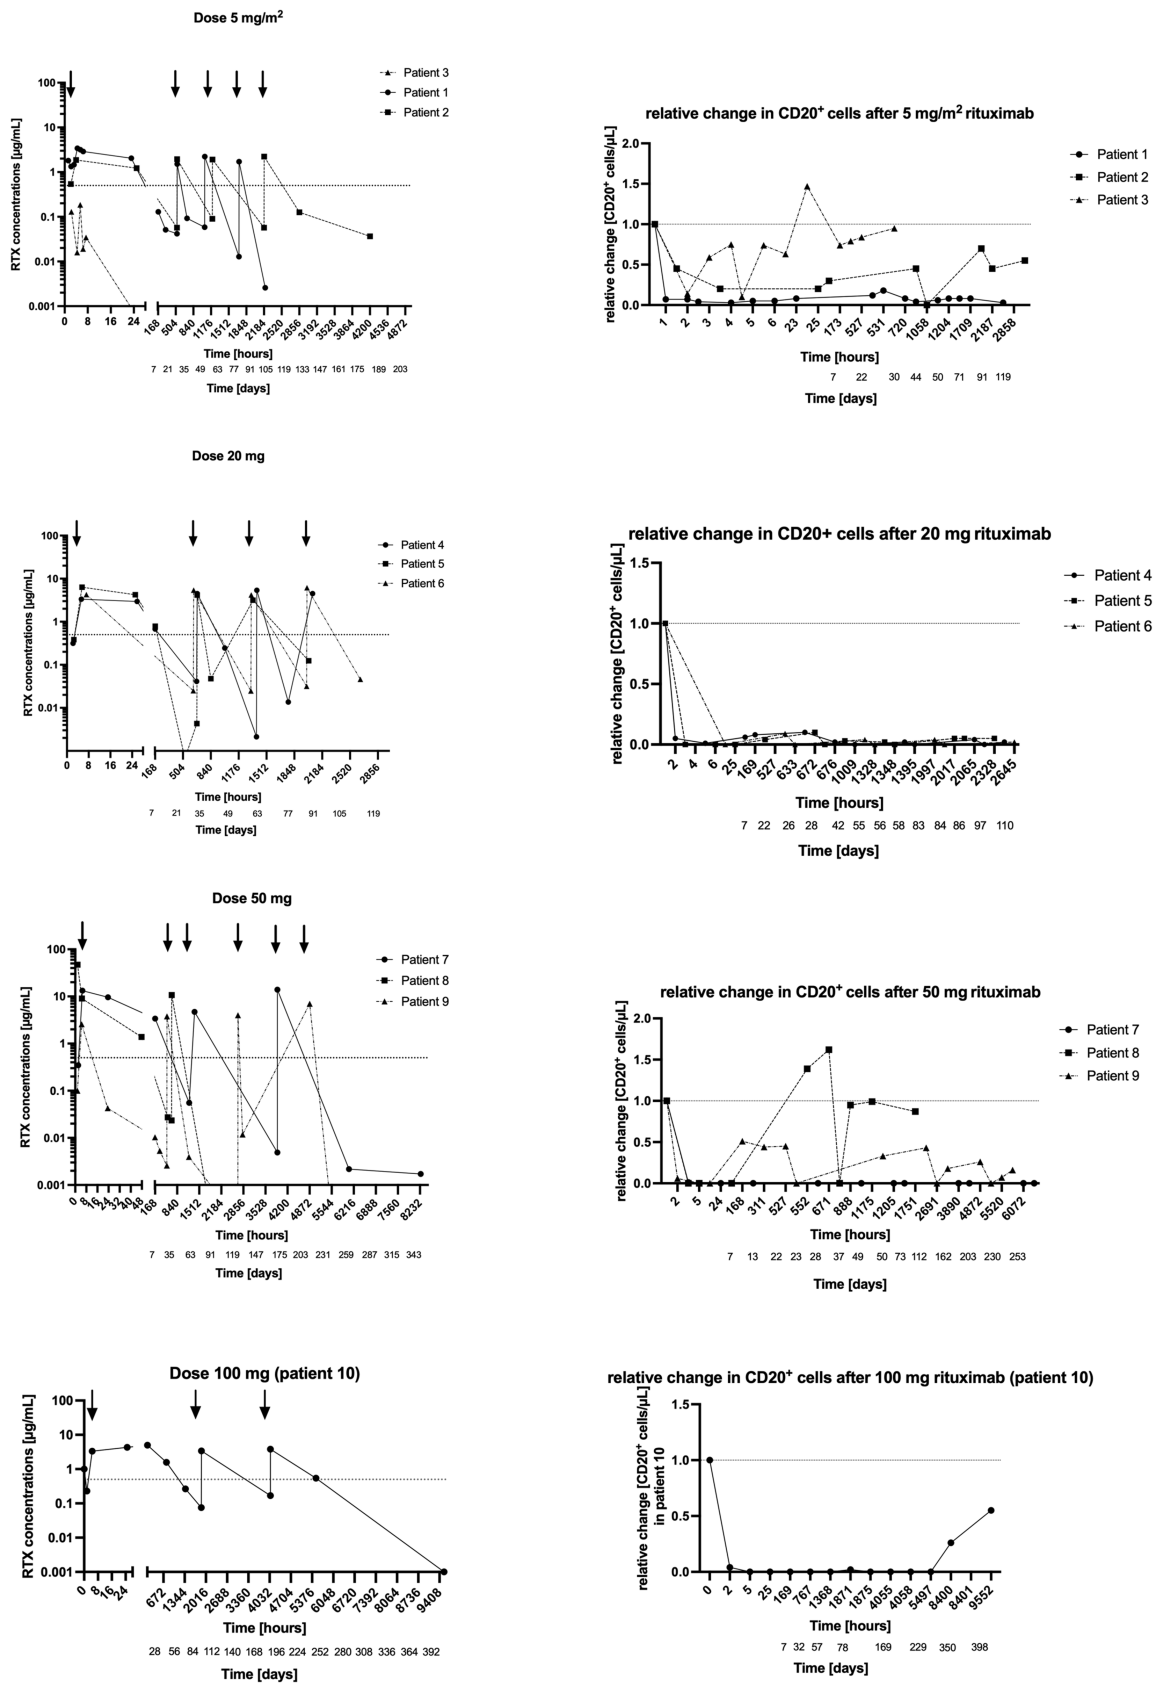 Dose 5 mg/m²
Patient 3
Patient 1
Patient 2
RTX concentrations [µg/mL]
100
10
1
0.1
0.01
0.001
0 8 16 24 168 504 840 1176 1512 1848 2184 2520 2856 3192 3528 3864 4200 4536 4872
Time [hours]
7 21 35 49 63 77 91 105 119 133 147 161 175 189 203
Time [days]
relative change in CD20⁺ cells after 5 mg/m² rituximab
Patient 1
Patient 2
Patient 3
relative change [CD20⁺ cells/µL]
2.0
1.5
1.0
0.5
0.0
1 2 3 4 5 6 23 25 173 527 531 720 1058 1204 1709 2187 2858
Time [hours]
7 22 30 44 50 71 91 119
Time [days]
Dose 20 mg
Patient 4
Patient 5
Patient 6
RTX concentrations [µg/mL]
100
10
1
0.1
0.01
0 8 16 24 168 504 840 1176 1512 1848 2184 2520 2856
Time [hours]
7 21 35 49 63 77 91 105 119
Time [days]
relative change in CD20+ cells after 20 mg rituximab
Patient 4
Patient 5
Patient 6
relative change [CD20⁺ cells/µL]
1.5
1.0
0.5
0.0
2 4 6 25 169 527 633 672 676 1009 1328 1348 1395 1997 2017 2065 2328 2645
Time [hours]
7 22 26 28 42 55 56 58 83 84 86 97 110
Time [days]
Dose 50 mg
Patient 7
Patient 8
Patient 9
RTX concentrations [µg/mL]
100
10
1
0.1
0.01
0.001
0 8 16 24 32 40 48 168 840 1512 2184 2856 3528 4200 4872 5544 6216 6888 7560 8232
Time [hours]
7 35 63 91 119 147 175 203 231 259 287 315 343
Time [days]
relative change in CD20⁺ cells after 50 mg rituximab
Patient 7
Patient 8
Patient 9
relative change [CD20⁺ cells/µL]
2.0
1.5
1.0
0.5
0.0
2 5 24 168 311 527 552 671 888 1175 1205 1751 2691 3890 4872 5520 6072
Time [hours]
7 13 22 23 28 37 49 50 73 112 162 203 230 253
Time [days]
Dose 100 mg (patient 10)
RTX concentrations [µg/mL]
100
10
1
0.1
0.01
0.001
0 8 16 24 672 1344 2016 2688 3360 4032 4704 5376 6048 6720 7392 8064 8736 9408
Time [hours]
28 56 84 112 140 168 196 224 252 280 308 336 364 392
Time [days]
relative change in CD20⁺ cells after 100 mg rituximab (patient 10)
relative change [CD20⁺ cells/µL]
in patient 10
1.5
1.0
0.5
0.0
0 2 5 25 169 767 1368 1871 1875 4055 4058 5497 8400 8401 9552
Time [hours]
7 32 57 78 169 229 350 398
Time [days]